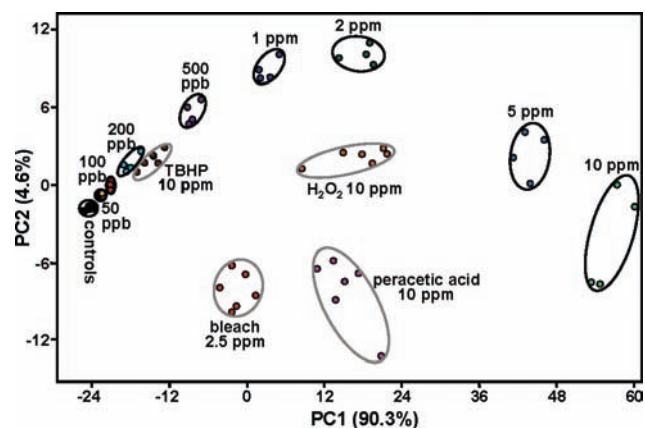 12
6
0
-6
-12
PC2 (4.6%)
1 ppm
2 ppm
500
ppb
200
ppb
100
ppb
50
ppb
controls
TBHP
10 ppm
H₂O₂ 10 ppm
5 ppm
10 ppm
bleach
2.5 ppm
peracetic acid
10 ppm
-24 -12 0 12 24 36 48 60
PC1 (90.3%)